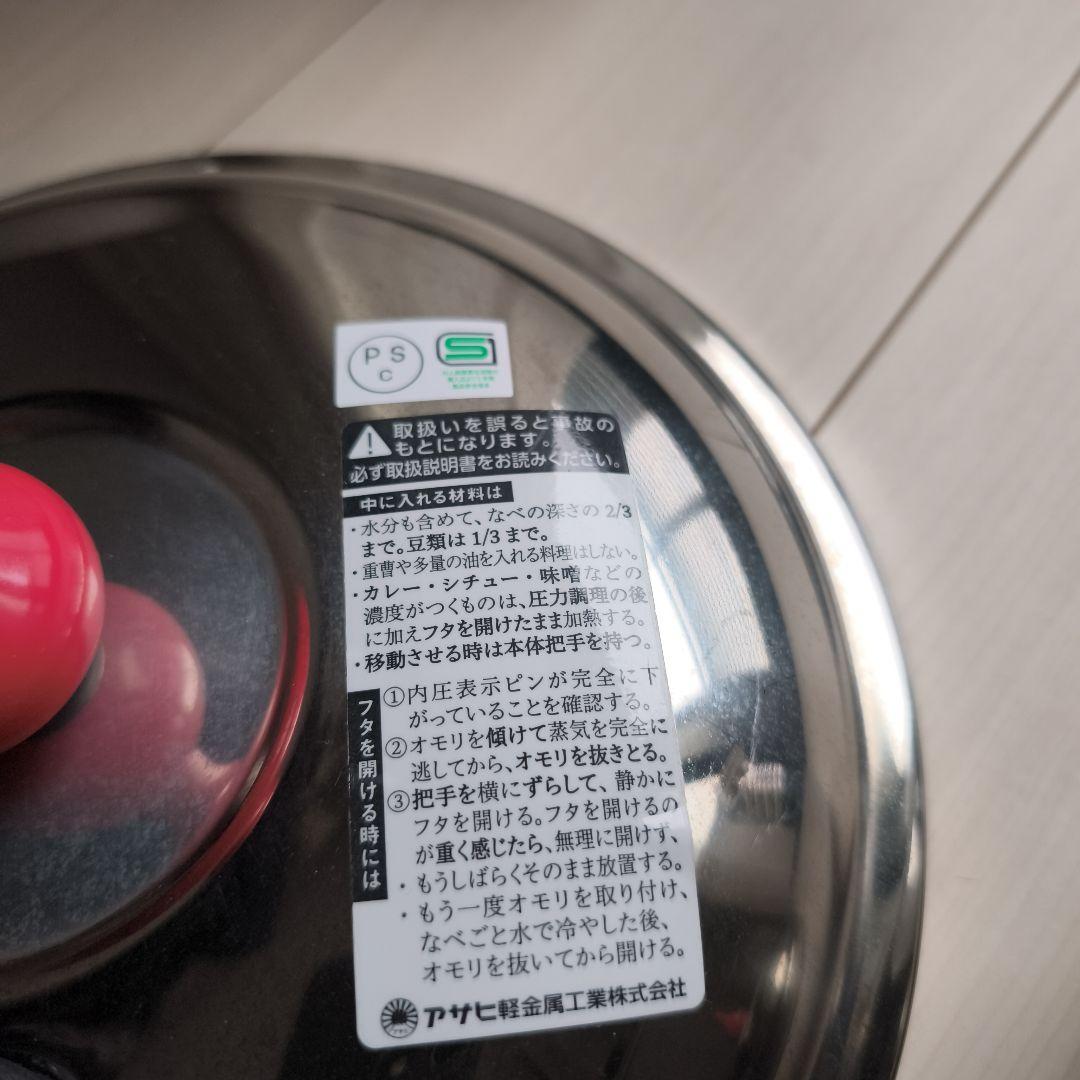 PS
C
S
取扱いを誤ると事故の
もとになります。
必ず取扱説明書をお読みください。
中に入れる材料は
・水分も含めて、なべの深さの 2/3
まで。豆類は 1/3 まで。
・重曹や多量の油を入れる料理はしない。
・カレー・シチュー・味噌などの
濃度がつくものは、圧力調理の後
に加えフタを開けたまま加熱する。
・移動させる時は本体把手を持つ。
フタを開ける時には
①内圧表示ピンが完全に下
がっていることを確認する。
②オモリを傾けて蒸気を完全に
逃してから、オモリを抜きとる。
③把手を横にずらして、静かに
フタを開ける。フタを開けるの
が重く感じたら、無理に開けず、
・もうしばらくそのまま放置する。
・もう一度オモリを取り付け、
なべごと水で冷やした後、
オモリを抜いてから開ける。
アサヒ軽金属工業株式会社